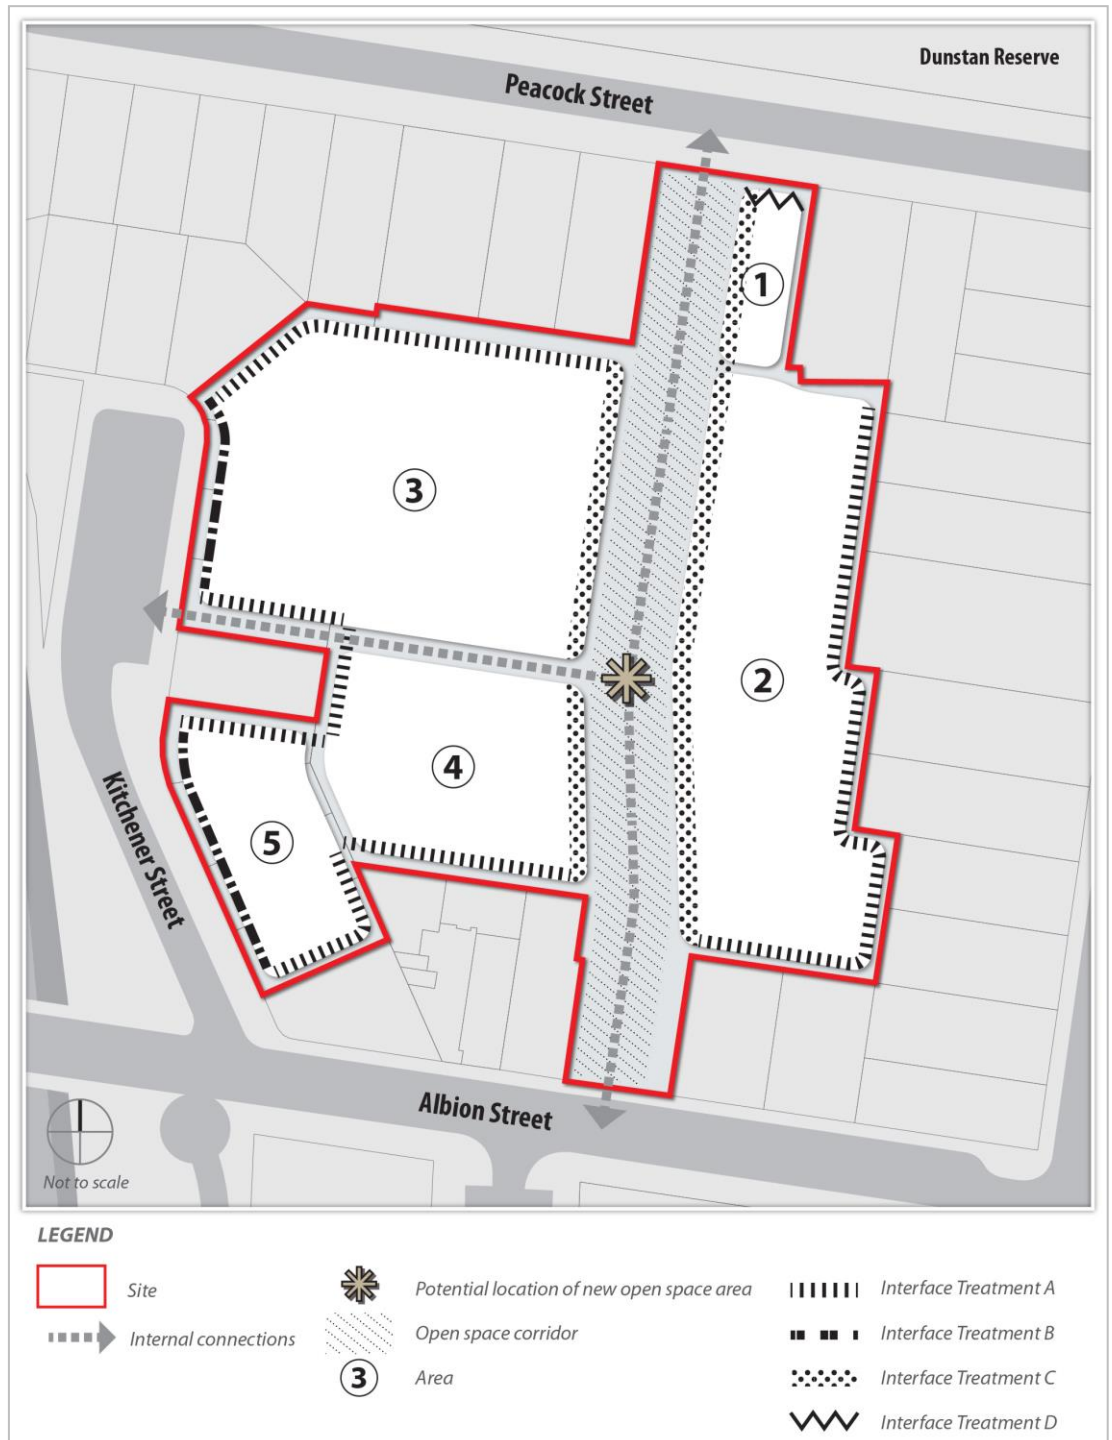 Dunstan Reserve
Peacock Street
1
3
2
4
5
Kitchener Street
Albion Street
Not to scale
LEGEND
Site
Potential location of new open space area
Interface Treatment A
Internal connections
Open space corridor
Interface Treatment B
3
Area
Interface Treatment C
Interface Treatment D